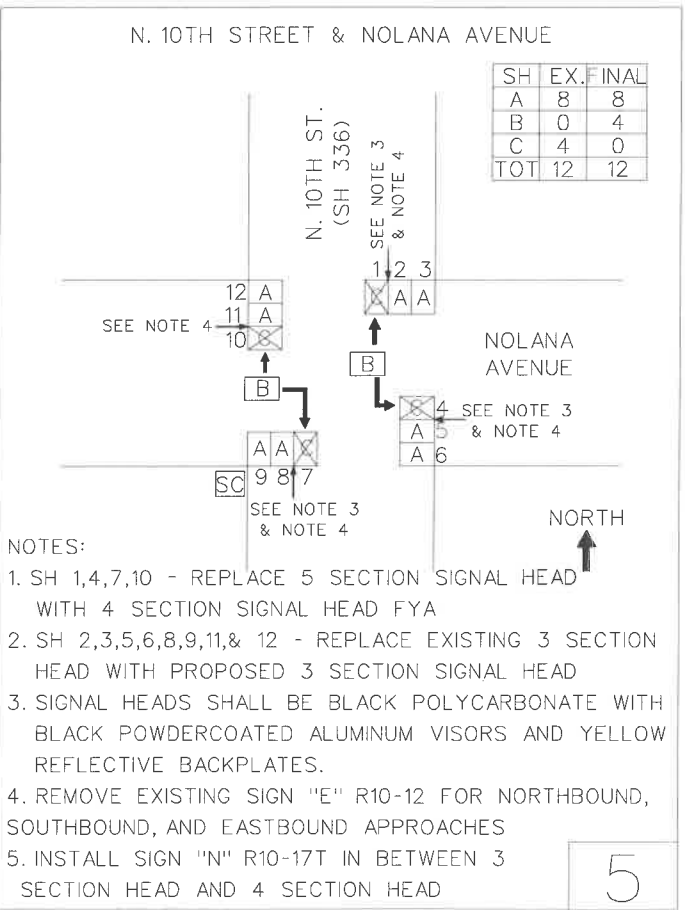 N. 10TH STREET & NOLANA AVENUE
SH EX. FINAL
A 8 8
B 0 4
C 4 0
TOT 12 12
N. 10TH ST.
(SH 336)
SEE NOTE 3
& NOTE 4
1 2 3
C A A
12 A
11 A
10 C
SEE NOTE 4
B
B
NOLANA
AVENUE
C 4
A 5
A 6
SEE NOTE 3
& NOTE 4
A A C
9 8 7
SC
SEE NOTE 3
& NOTE 4
NORTH
NOTES:
1. SH 1,4,7,10 - REPLACE 5 SECTION SIGNAL HEAD
WITH 4 SECTION SIGNAL HEAD FYA
2. SH 2,3,5,6,8,9,11,& 12 - REPLACE EXISTING 3 SECTION
HEAD WITH PROPOSED 3 SECTION SIGNAL HEAD
3. SIGNAL HEADS SHALL BE BLACK POLYCARBONATE WITH
BLACK POWDERCOATED ALUMINUM VISORS AND YELLOW
REFLECTIVE BACKPLATES.
4. REMOVE EXISTING SIGN "E" R10-12 FOR NORTHBOUND,
SOUTHBOUND, AND EASTBOUND APPROACHES
5. INSTALL SIGN "N" R10-17T IN BETWEEN 3
SECTION HEAD AND 4 SECTION HEAD
5